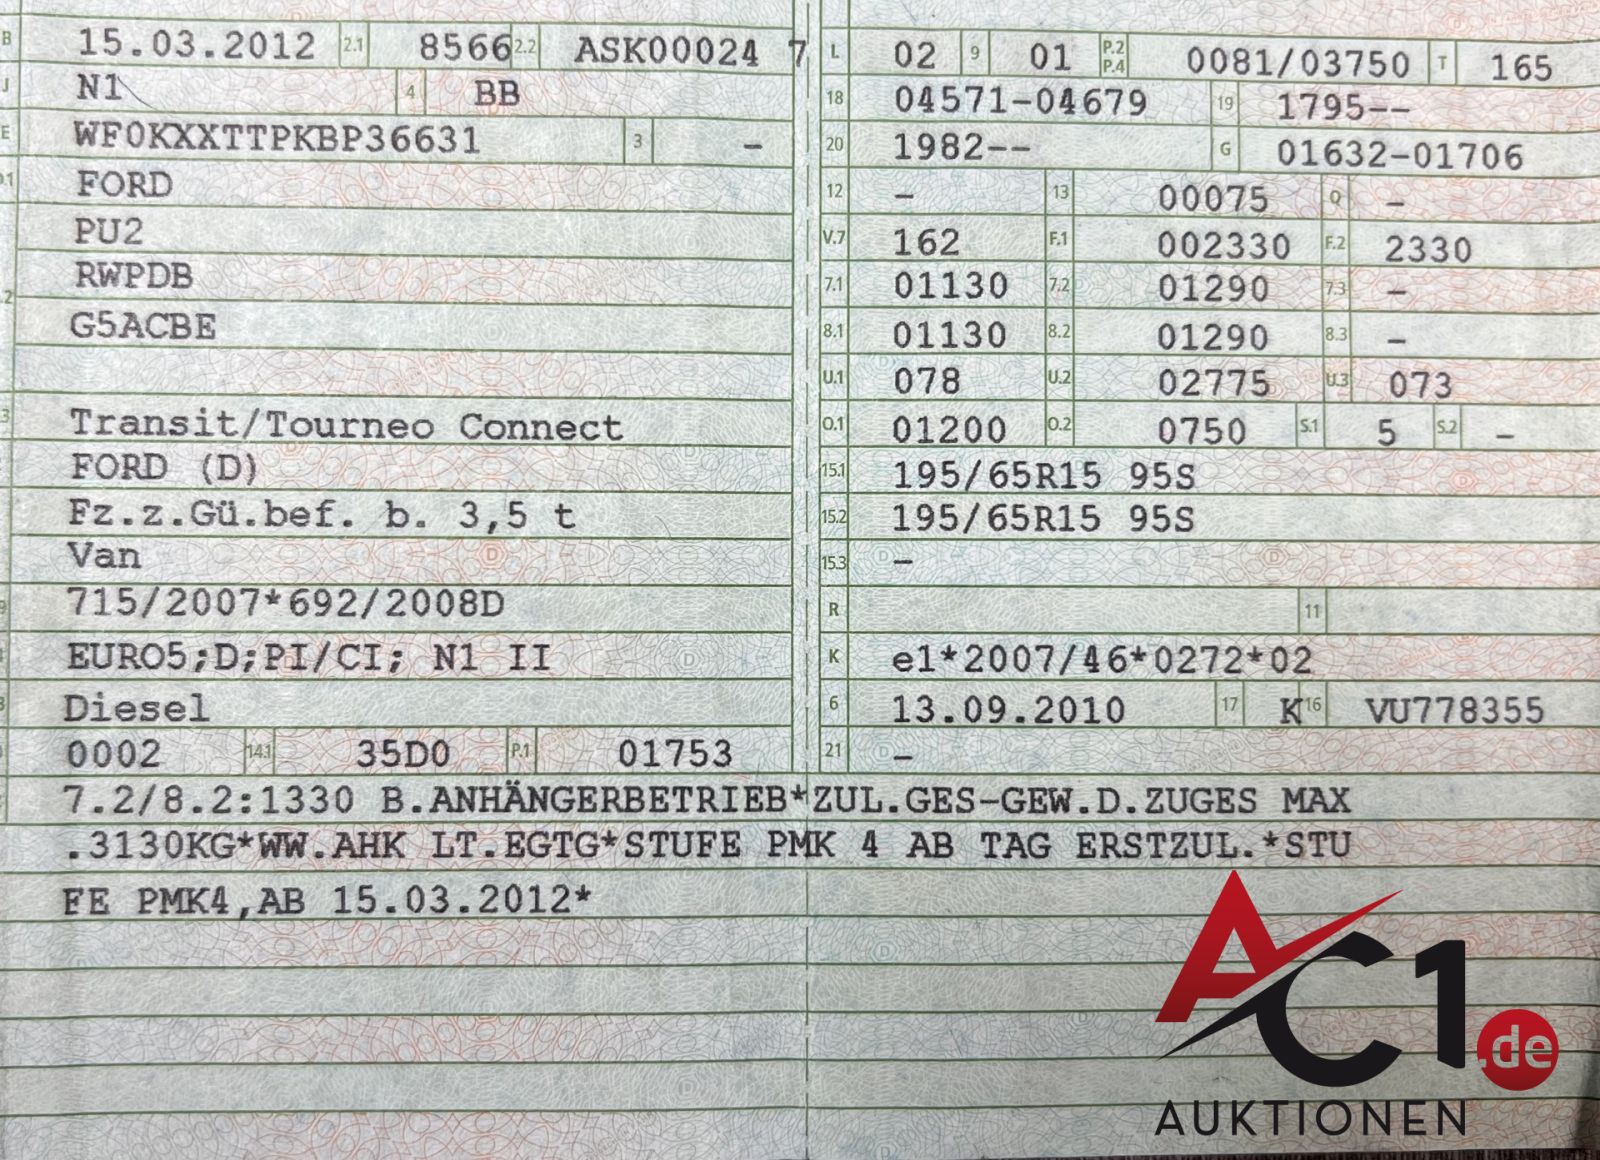 B 15.03.2012 2.1 8566 2.2 ASK00024 7 L 02 9 01 P.2 P.4 0081/03750 T 165
J N1 4 BB 18 04571-04679 19 1795--
E WF0KXXTTPKBP36631 3 - 20 1982-- G 01632-01706
D.1 FORD 12 - 13 00075 Q -
PU2 V.7 162 F.1 002330 F.2 2330
.2 RWPDB 7.1 01130 7.2 01290 7.3 -
G5ACBE 8.1 01130 8.2 01290 8.3 -
U.1 078 U.2 02775 U.3 073
3 Transit/Tourneo Connect O.1 01200 O.2 0750 S.1 5 S.2 -
FORD (D) 15.1 195/65R15 95S
Fz.z.Gü.bef. b. 3,5 t 15.2 195/65R15 95S
Van 15.3 -
9 715/2007*692/2008D R 11
EURO5;D;PI/CI; N1 II K e1*2007/46*0272*02
3 Diesel 6 13.09.2010 17 K 16 VU778355
0002 14.1 35D0 P.1 01753 21 -
7.2/8.2:1330 B.ANHÄNGERBETRIEB*ZUL.GES-GEW.D.ZUGES MAX
.3130KG*WW.AHK LT.EGTG*STUFE PMK 4 AB TAG ERSTZUL.*STU
FE PMK4,AB 15.03.2012*
AC1
.de
AUKTIONEN